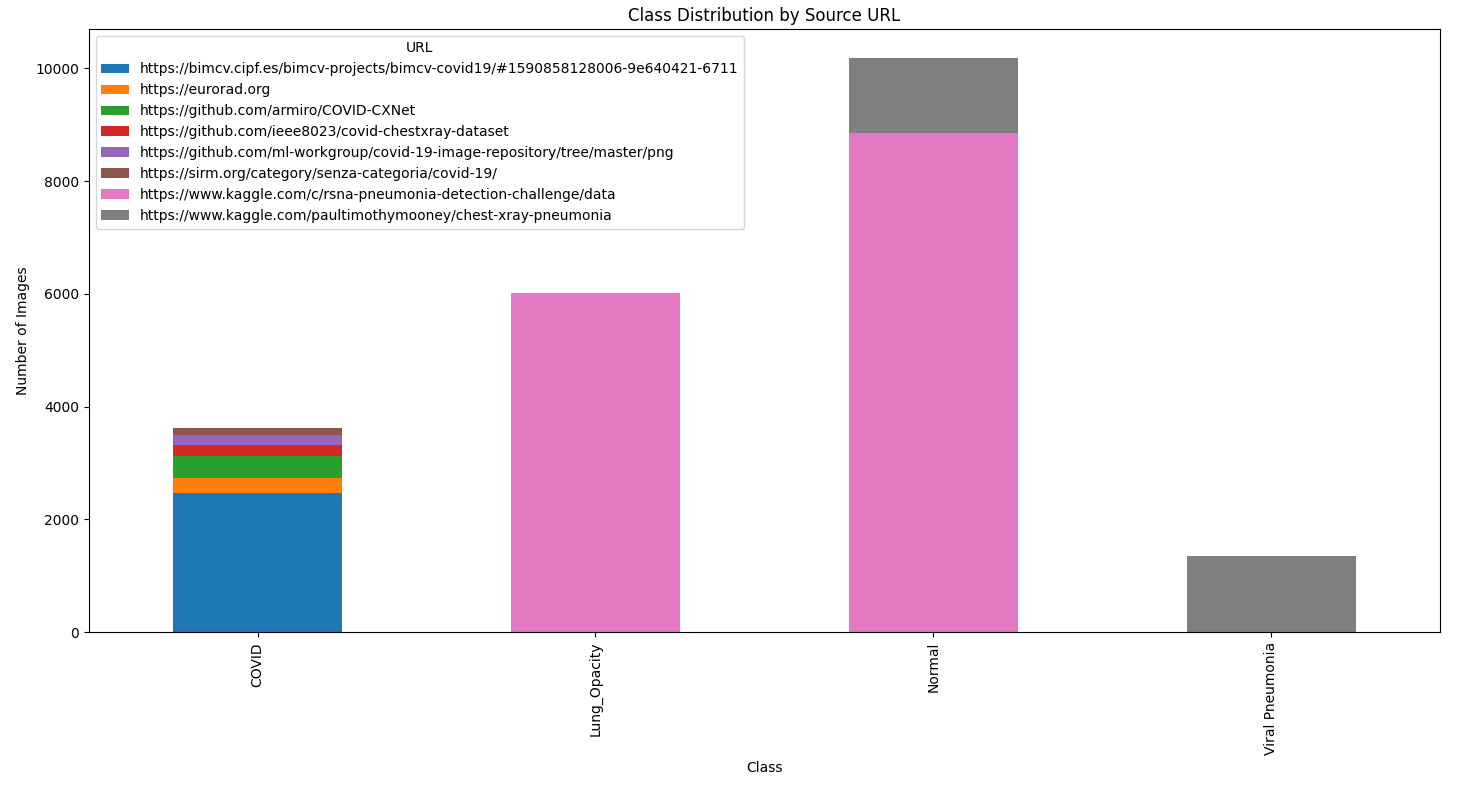 Class Distribution by Source URL
URL
https://bimcv.cipf.es/bimcv-projects/bimcv-covid19/#1590858128006-9e640421-6711
https://eurorad.org
https://github.com/armiro/COVID-CXNet
https://github.com/ieee8023/covid-chestxray-dataset
https://github.com/ml-workgroup/covid-19-image-repository/tree/master/png
https://sirm.org/category/senza-categoria/covid-19/
https://www.kaggle.com/c/rsna-pneumonia-detection-challenge/data
https://www.kaggle.com/paultimothymooney/chest-xray-pneumonia
Number of Images
10000
8000
6000
4000
2000
0
COVID
Lung_Opacity
Normal
Viral Pneumonia
Class